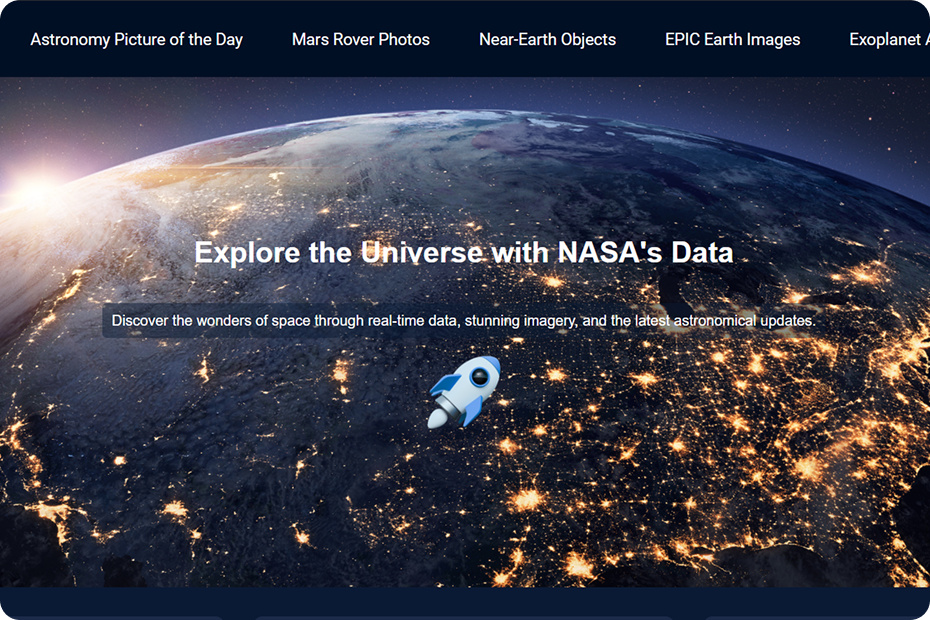 Astronomy Picture of the Day Mars Rover Photos Near-Earth Objects EPIC Earth Images Exoplanet
Explore the Universe with NASA's Data
Discover the wonders of space through real-time data, stunning imagery, and the latest astronomical updates.